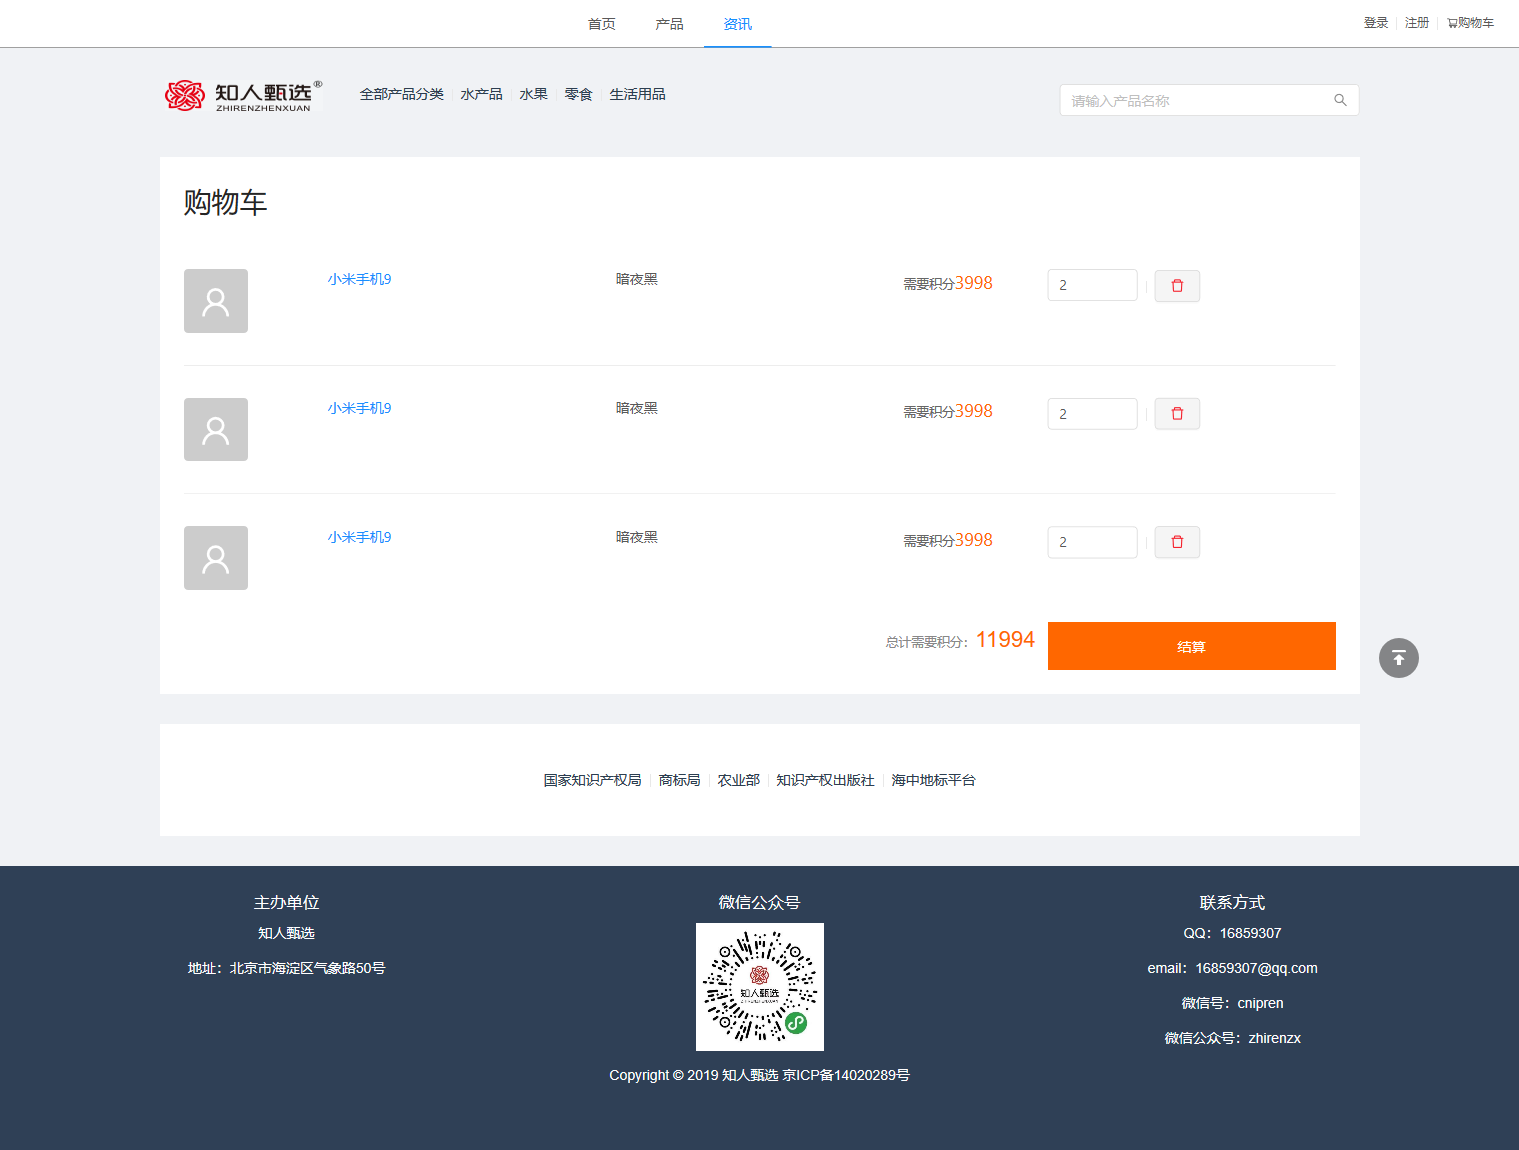 首页 产品 资讯 登录 注册 购物车
知人甄选®
ZHIRENZHENXUAN
全部产品分类 水产品 水果 零食 生活用品
请输入产品名称
购物车
小米手机9 暗夜黑 需要积分3998 2
小米手机9 暗夜黑 需要积分3998 2
小米手机9 暗夜黑 需要积分3998 2
总计需要积分：11994 结算
国家知识产权局 商标局 农业部 知识产权出版社 海中地标平台
主办单位
知人甄选
地址：北京市海淀区气象路50号
微信公众号
知人甄选
ZHIRENZHENXUAN
联系方式
QQ：16859307
email：16859307@qq.com
微信号：cnipren
微信公众号：zhirenzx
Copyright © 2019 知人甄选 京ICP备14020289号